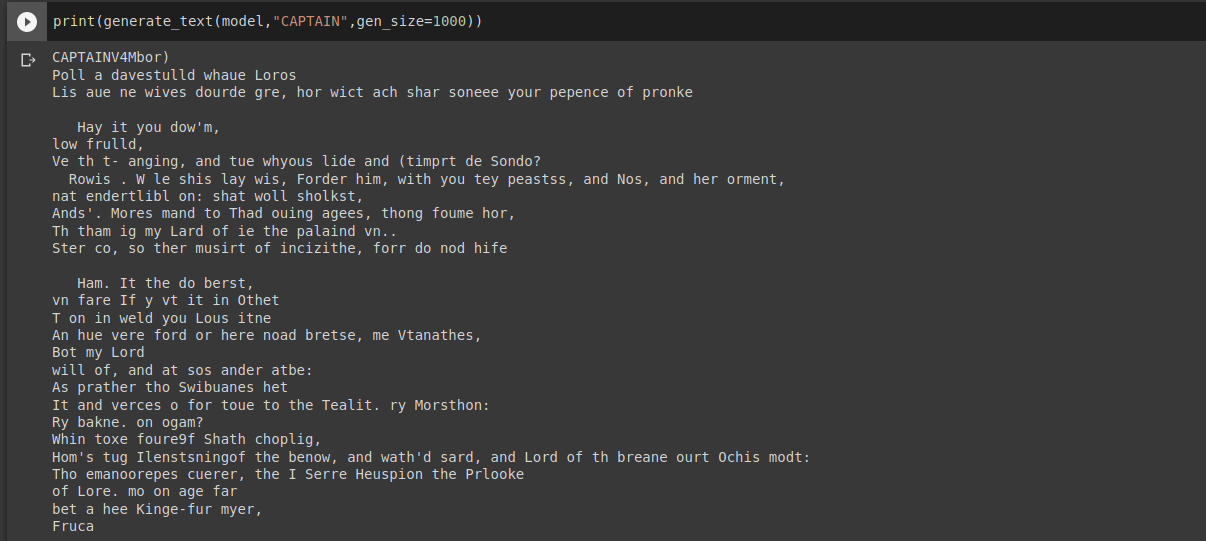 print(generate_text(model,"CAPTAIN",gen_size=1000))
CAPTAINV4Mbor)
Poll a davestulld whaue Loros
Lis aue ne wives dourde gre, hor wict ach shar soneee your pepence of pronke
Hay it you dow'm,
low frulld,
Ve th t- anging, and tue whyous lide and (timprt de Sondo?
Rowis . W le shis lay wis, Forder him, with you tey peastss, and Nos, and her orment,
nat endertlibl on: shat woll sholkst,
Ands'. Mores mand to Thad ouing agees, thong foume hor,
Th tham ig my Lard of ie the palaind vn..
Ster co, so ther musirt of incizithe, forr do nod hife
Ham. It the do berst,
vn fare If y vt it in Othet
T on in weld you Lous itne
An hue vere ford or here noad bretse, me Vtanathes,
Bot my Lord
will of, and at sos ander atbe:
As prather tho Swibuanes het
It and verces o for toue to the Tealit. ry Morsthon:
Ry bakne. on ogam?
Whin toxe foure9f Shath choplig,
Hom's tug Ilenstsningof the benow, and wath'd sard, and Lord of th breane ourt Ochis modt:
Tho emanoorepes cuerer, the I Serre Heuspion the Prlooke
of Lore. mo on age far
bet a hee Kinge-fur myer,
Fruca